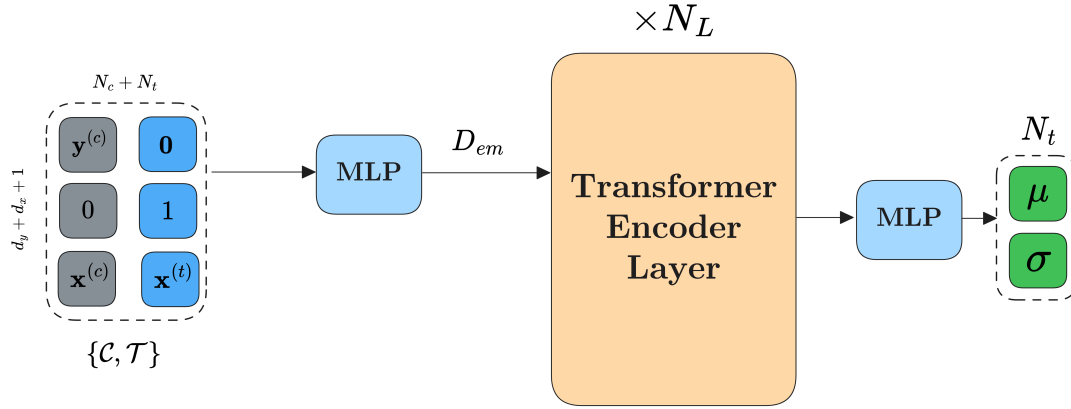 × N_L
N_c + N_t
d_y + d_x + 1
y^(c) 0
0 1
x^(c) x^(t)
{C, T}
MLP
D_em
Transformer
Encoder
Layer
MLP
N_t
μ
σ